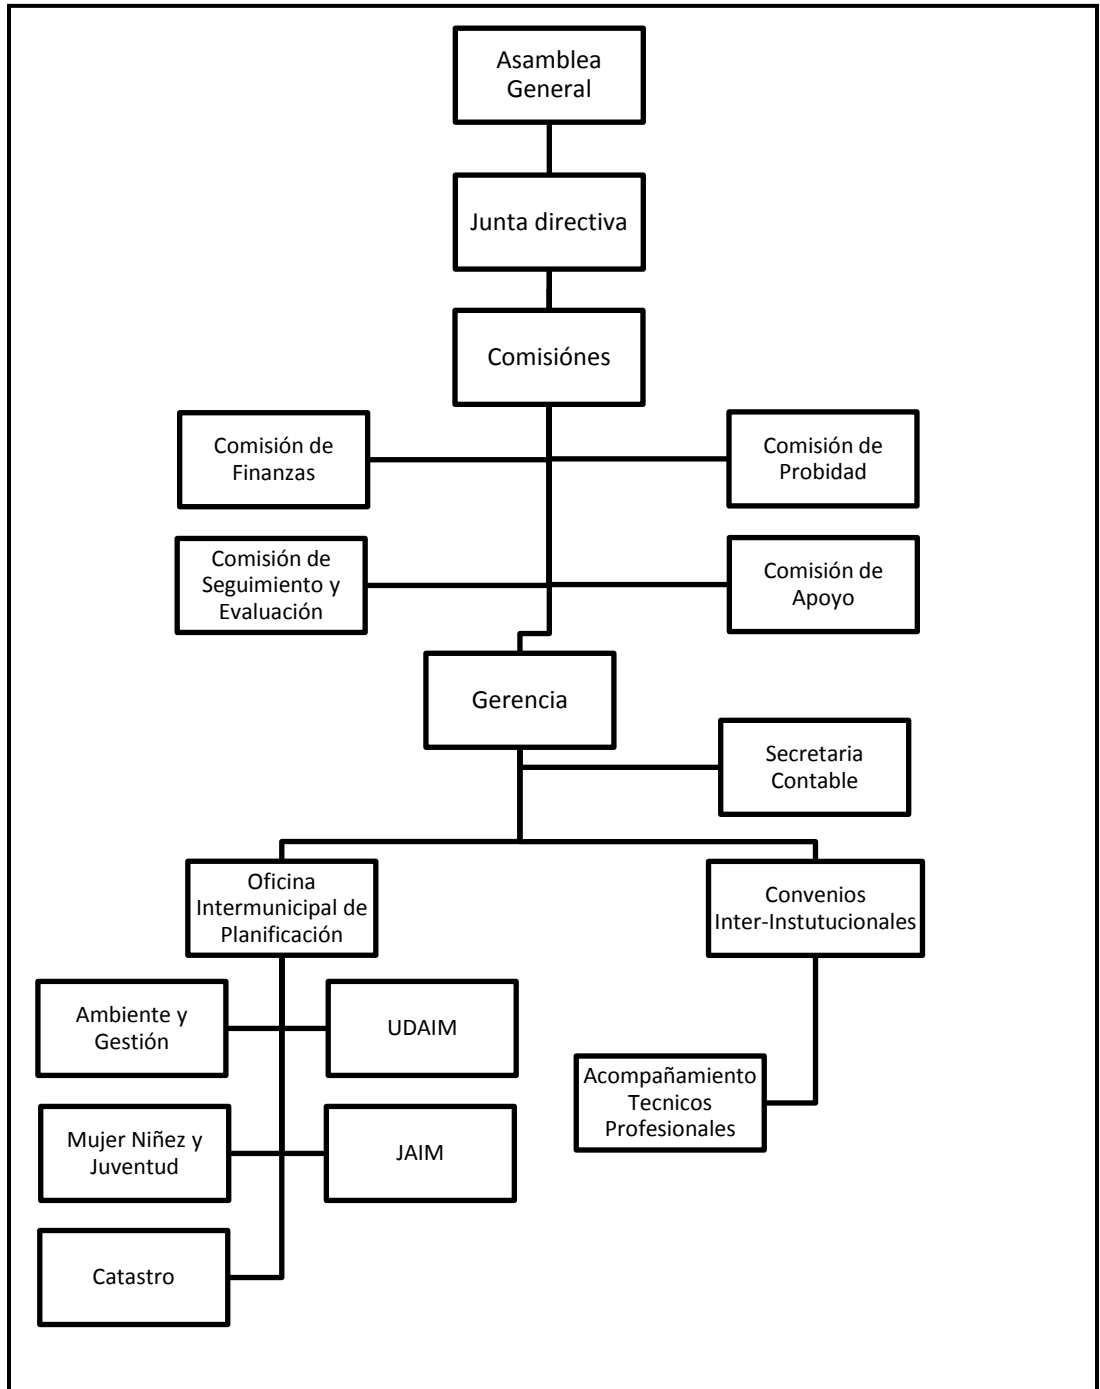 Asamblea
General
Junta directiva
Comisiónes
Comisión de
Finanzas
Comisión de
Probidad
Comisión de
Seguimiento y
Evaluación
Comisión de
Apoyo
Gerencia
Secretaria
Contable
Oficina
Intermunicipal de
Planificación
Convenios
Inter-Instutucionales
Ambiente y
Gestión
UDAIM
Acompañamiento
Tecnicos
Profesionales
Mujer Niñez y
Juventud
JAIM
Catastro